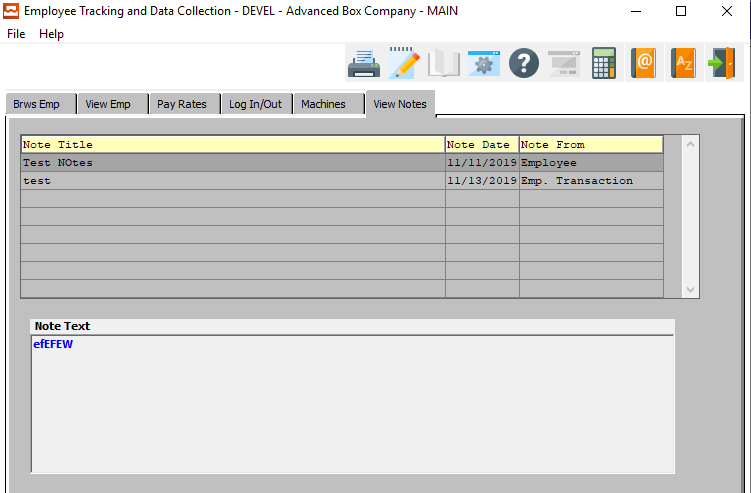 Employee Tracking and Data Collection - DEVEL - Advanced Box Company - MAIN
File Help
? @ AZ
Brws Emp View Emp Pay Rates Log In/Out Machines View Notes
Note Title Note Date Note From
Test NOtes 11/11/2019 Employee
test 11/13/2019 Emp. Transaction
Note Text
efEFEW